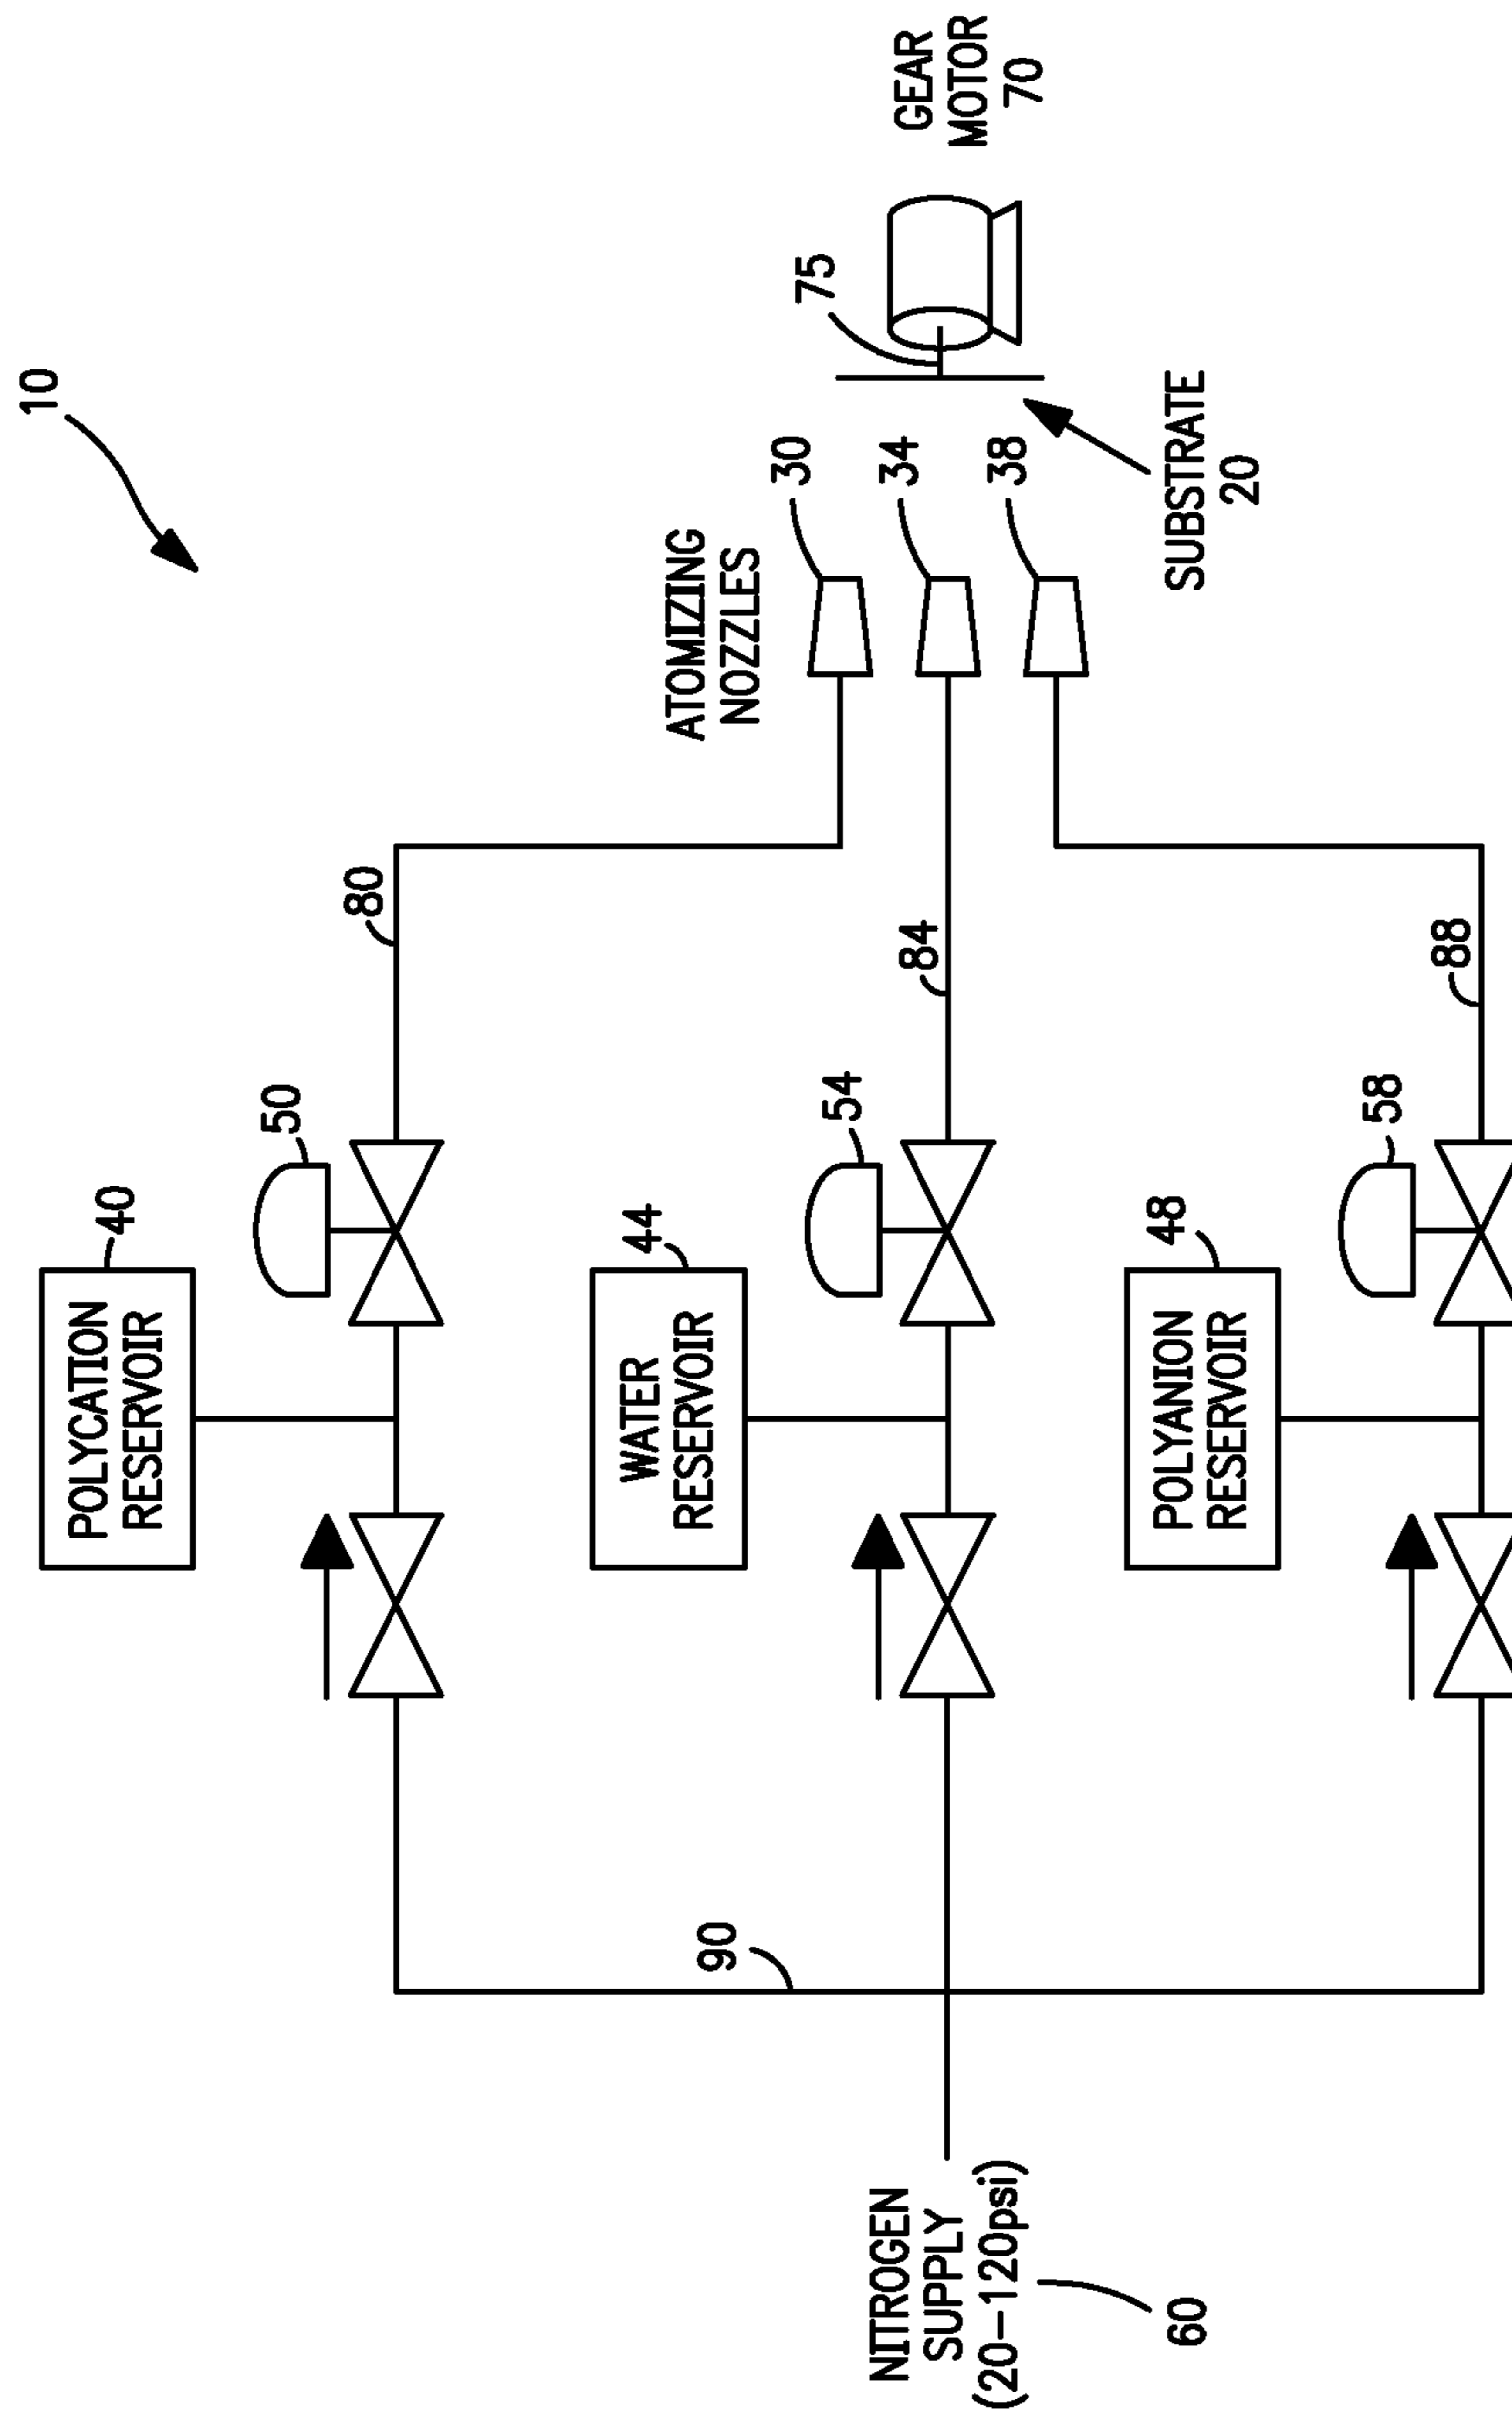 10
POLYCATION
RESERVOIR
40
50
80
ATOMIZING
NOZZLES
30
34
38
75
GEAR
MOTOR
70
SUBSTRATE
20
WATER
RESERVOIR
44
54
84
90
NITROGEN
SUPPLY
(20-120psi)
60
POLYANION
RESERVOIR
48
58
88